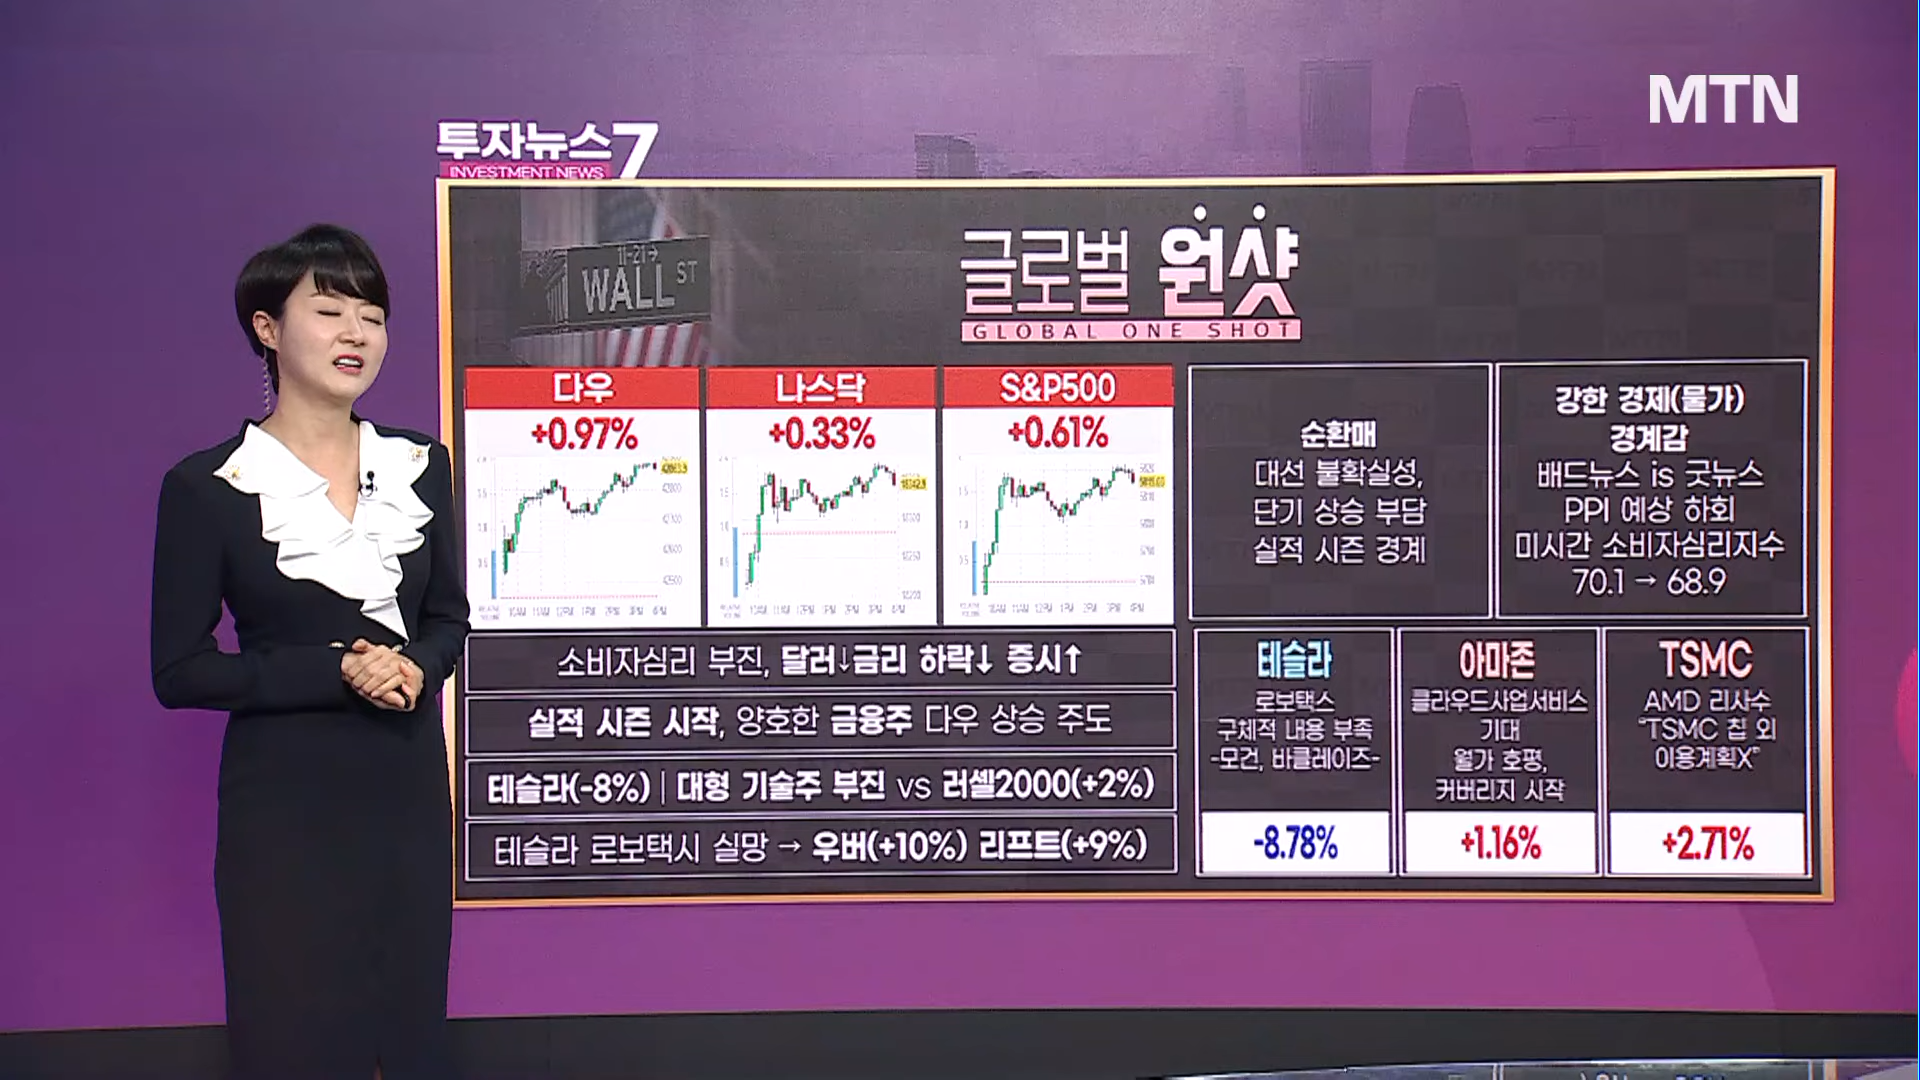 MTN
투자뉴스 7
INVESTMENT NEWS
11-21→
WALL ST
글로벌 원샷
GLOBAL ONE SHOT
다우
+0.97%
나스닥
+0.33%
S&P500
+0.61%
순환매
대선 불확실성,
단기 상승 부담
실적 시즌 경계
강한 경제(물가)
경계감
배드뉴스 is 굿뉴스
PPI 예상 하회
미시간 소비자심리지수
70.1 → 68.9
소비자심리 부진, 달러↓금리 하락↓ 증시↑
실적 시즌 시작, 양호한 금융주 다우 상승 주도
테슬라(-8%) | 대형 기술주 부진 vs 러셀2000(+2%)
테슬라 로보택시 실망 → 우버(+10%) 리프트(+9%)
테슬라
로보택스
구체적 내용 부족
-모건, 바클레이즈-
-8.78%
아마존
클라우드사업서비스
기대
월가 호평,
커버리지 시작
+1.16%
TSMC
AMD 리사수
"TSMC 칩 외
이용계획X"
+2.71%